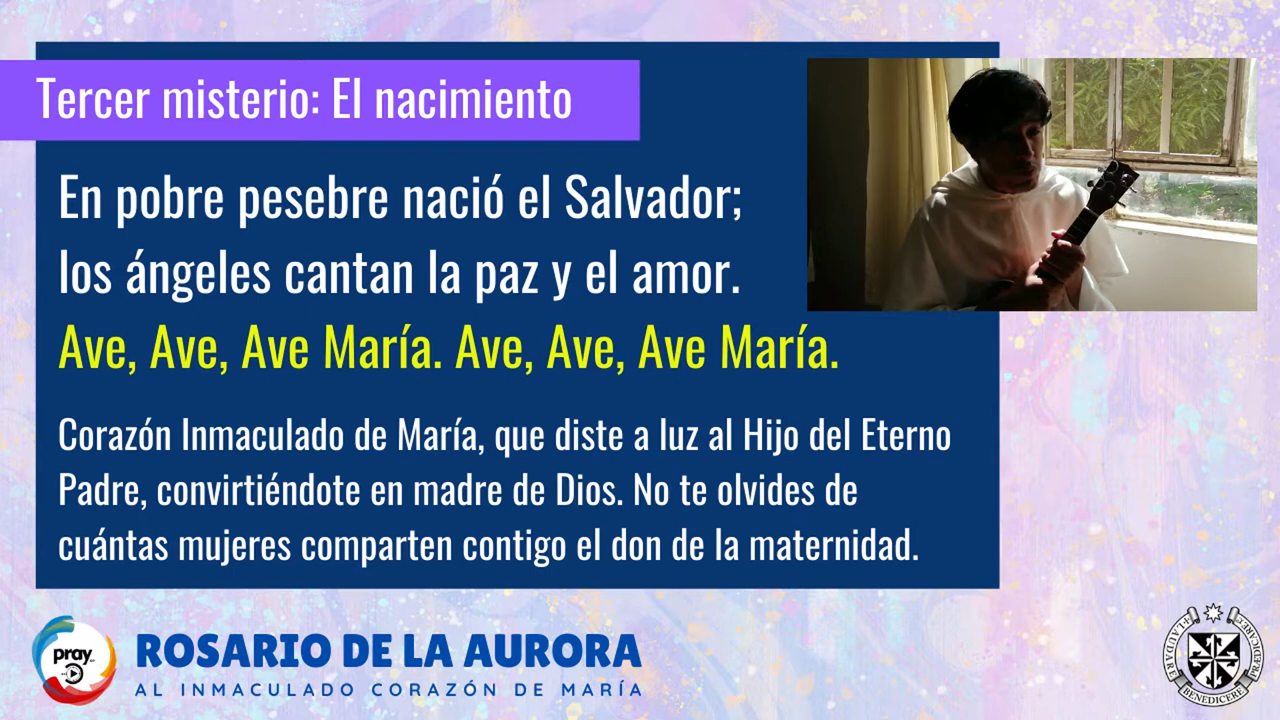 Tercer misterio: El nacimiento
En pobre pesebre nació el Salvador;
los ángeles cantan la paz y el amor.
Ave, Ave, Ave María. Ave, Ave, Ave María.
Corazón Inmaculado de María, que diste a luz al Hijo del Eterno
Padre, convirtiéndote en madre de Dios. No te olvides de
cuántas mujeres comparten contigo el don de la maternidad.
pray
ROSARIO DE LA AURORA
AL INMACULADO CORAZÓN DE MARÍA
LAUDARE
BENEDICERE
PRÆDICARE